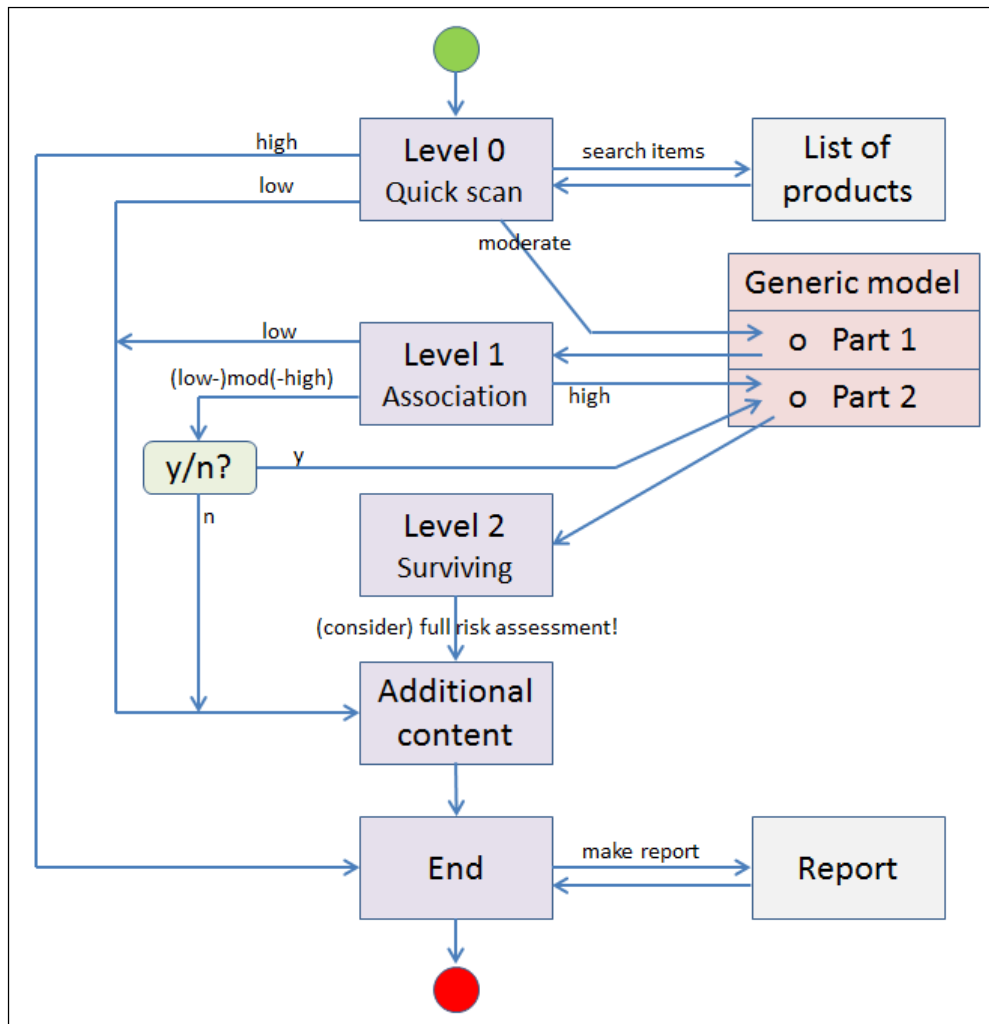 high
Level 0
Quick scan
search items
List of
products
low
moderate
Generic model
low
Level 1
Association
o Part 1
(low-)mod(-high)
high
o Part 2
y/n?
y
n
Level 2
Surviving
(consider) full risk assessment!
Additional
content
End
make report
Report